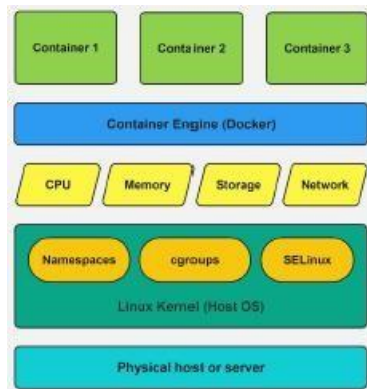 Container 1
Container 2
Container 3
Container Engine (Docker)
CPU
Memory
Storage
Network
Namespaces
cgroups
SELinux
Linux Kernel (Host OS)
Physical host or server